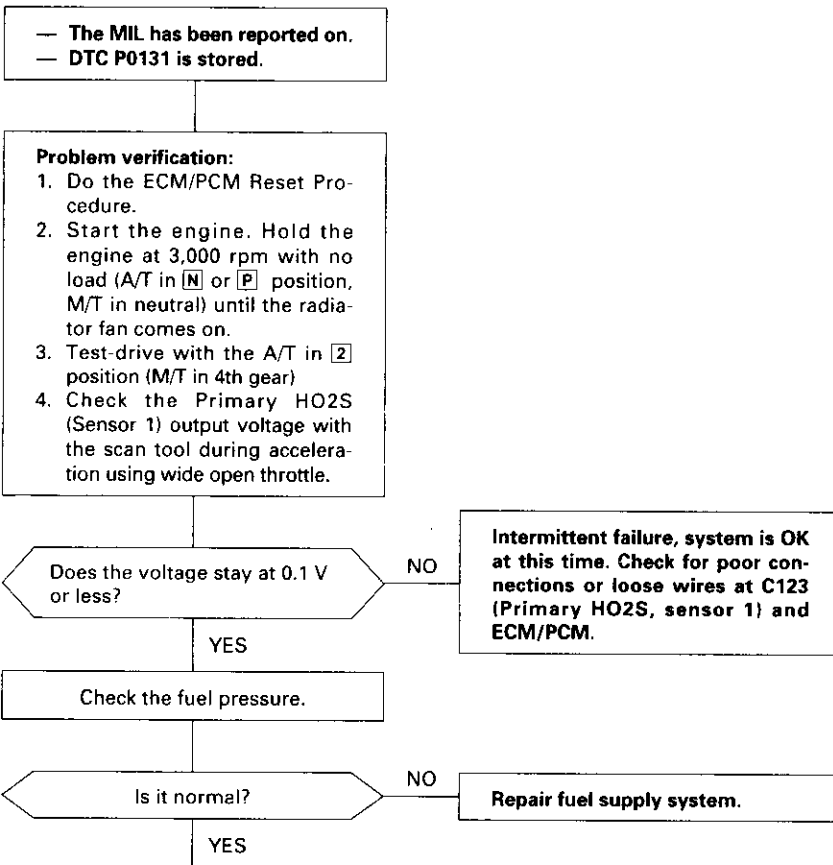 — The MIL has been reported on.
— DTC P0131 is stored.
Problem verification:
1. Do the ECM/PCM Reset Pro-
cedure.
2. Start the engine. Hold the
engine at 3,000 rpm with no
load (A/T in N or P position,
M/T in neutral) until the radia-
tor fan comes on.
3. Test-drive with the A/T in 2
position (M/T in 4th gear)
4. Check the Primary HO2S
(Sensor 1) output voltage with
the scan tool during accelera-
tion using wide open throttle.
Does the voltage stay at 0.1 V
or less?
NO
Intermittent failure, system is OK
at this time. Check for poor con-
nections or loose wires at C123
(Primary HO2S, sensor 1) and
ECM/PCM.
YES
Check the fuel pressure.
Is it normal?
NO
Repair fuel supply system.
YES